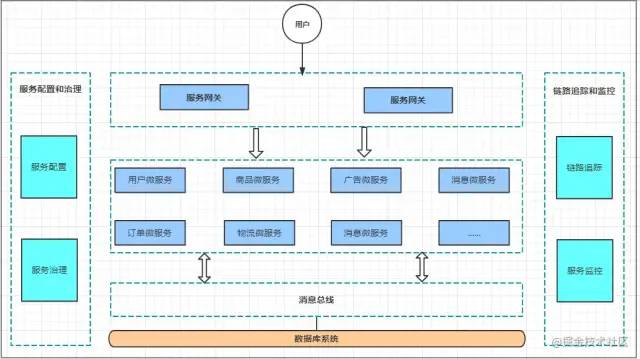 用户
服务配置和治理
服务配置
服务治理
服务网关
服务网关
用户微服务
商品微服务
广告微服务
消息微服务
订单微服务
物流微服务
消息微服务
......
消息总线
数据库系统
链路追踪和监控
链路追踪
服务监控
@掘金技术社区